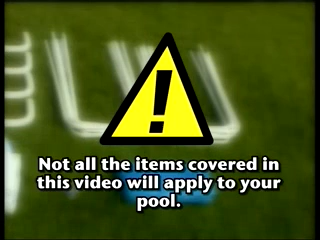 !
Not all the items covered in
this video will apply to your
pool.